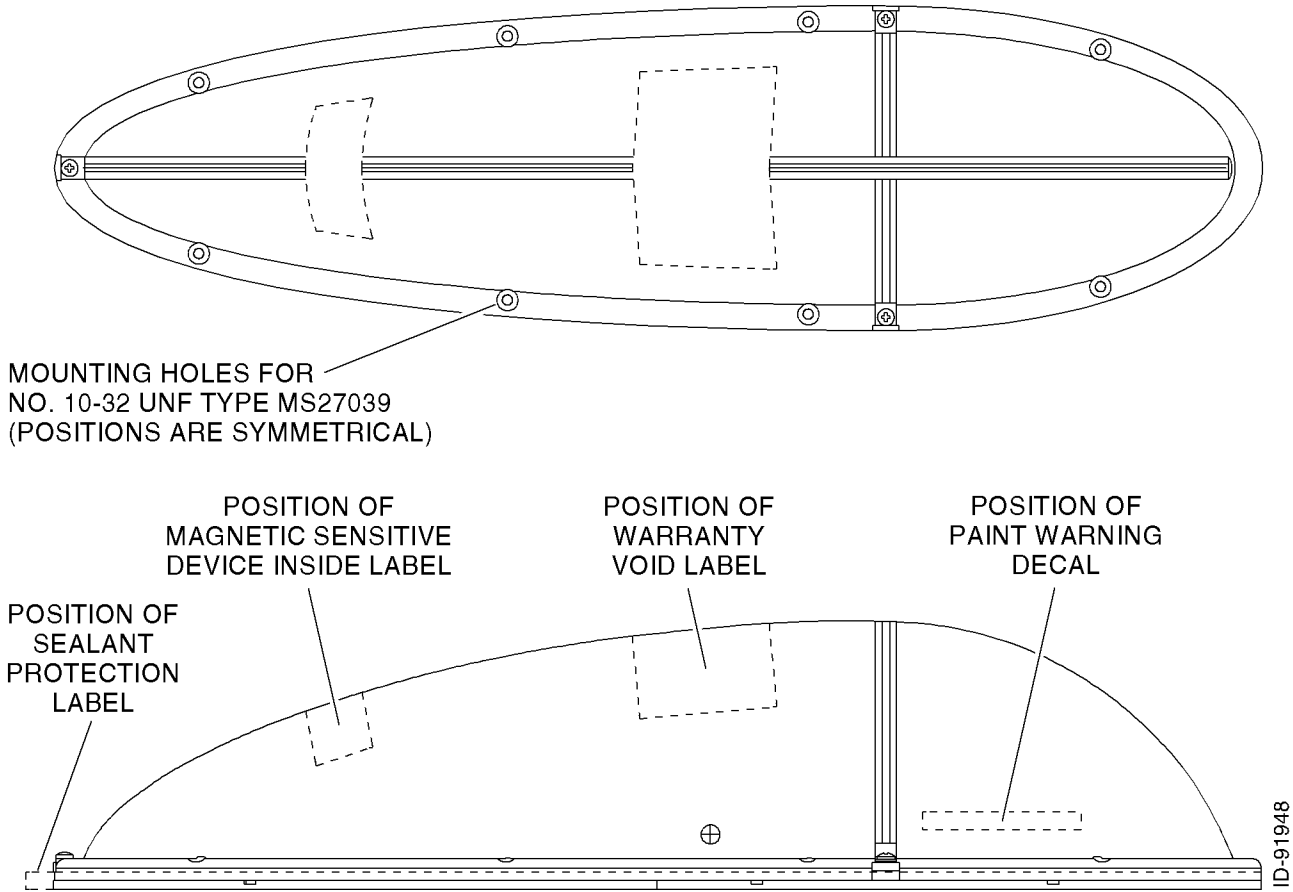 MOUNTING HOLES FOR
NO. 10-32 UNF TYPE MS27039
(POSITIONS ARE SYMMETRICAL)
POSITION OF
MAGNETIC SENSITIVE
DEVICE INSIDE LABEL
POSITION OF
WARRANTY
VOID LABEL
POSITION OF
PAINT WARNING
DECAL
POSITION OF
SEALANT
PROTECTION
LABEL
ID-91948